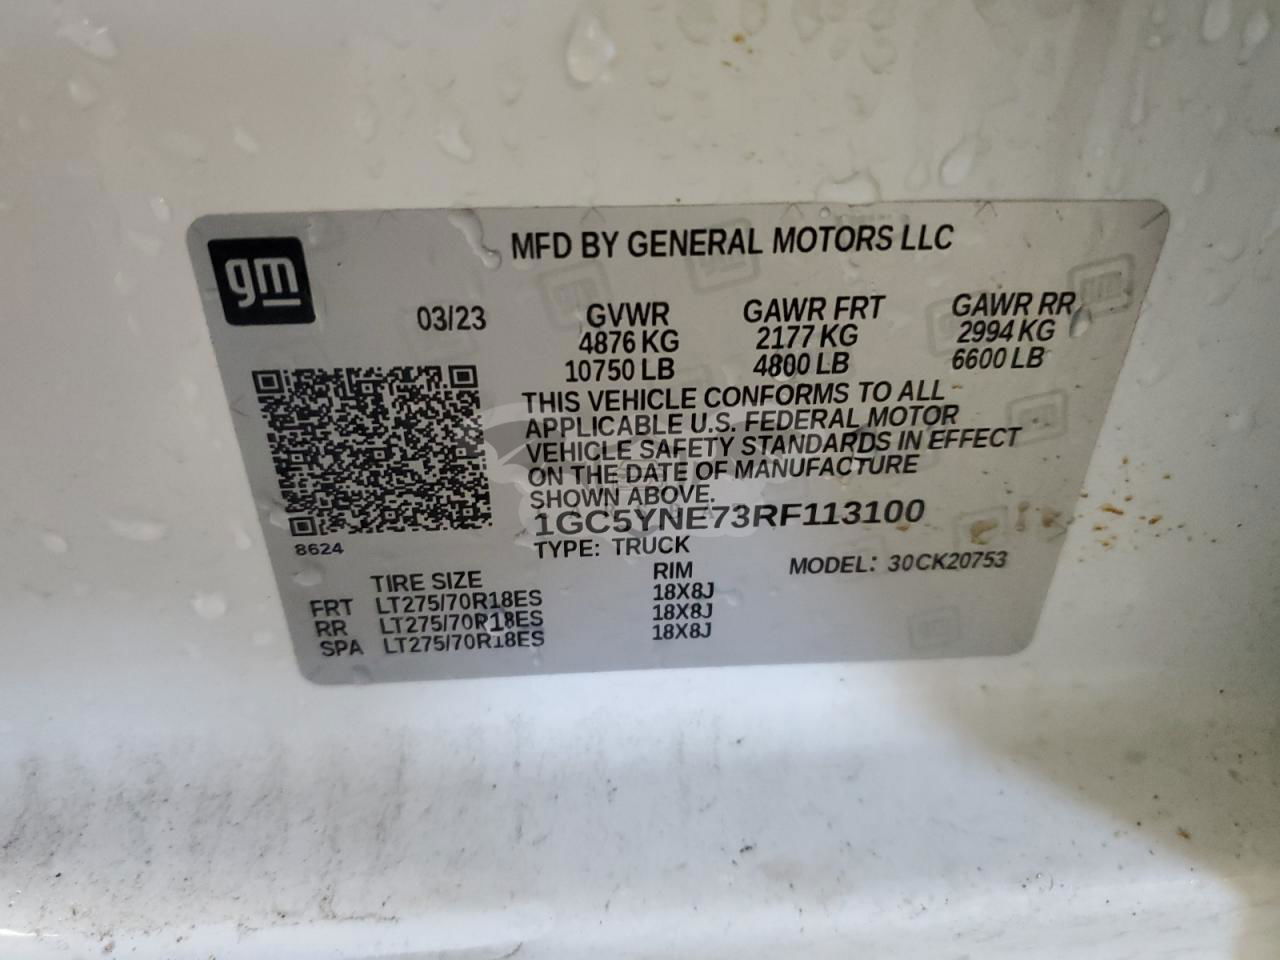 gm
MFD BY GENERAL MOTORS LLC
03/23 GVWR GAWR FRT GAWR RR
4876 KG 2177 KG 2994 KG
10750 LB 4800 LB 6600 LB
THIS VEHICLE CONFORMS TO ALL
APPLICABLE U.S. FEDERAL MOTOR
VEHICLE SAFETY STANDARDS IN EFFECT
ON THE DATE OF MANUFACTURE
SHOWN ABOVE.
1GC5YNE73RF113100
8624
TYPE: TRUCK MODEL: 30CK20753
TIRE SIZE RIM
FRT LT275/70R18ES 18X8J
RR LT275/70R18ES 18X8J
SPA LT275/70R18ES 18X8J